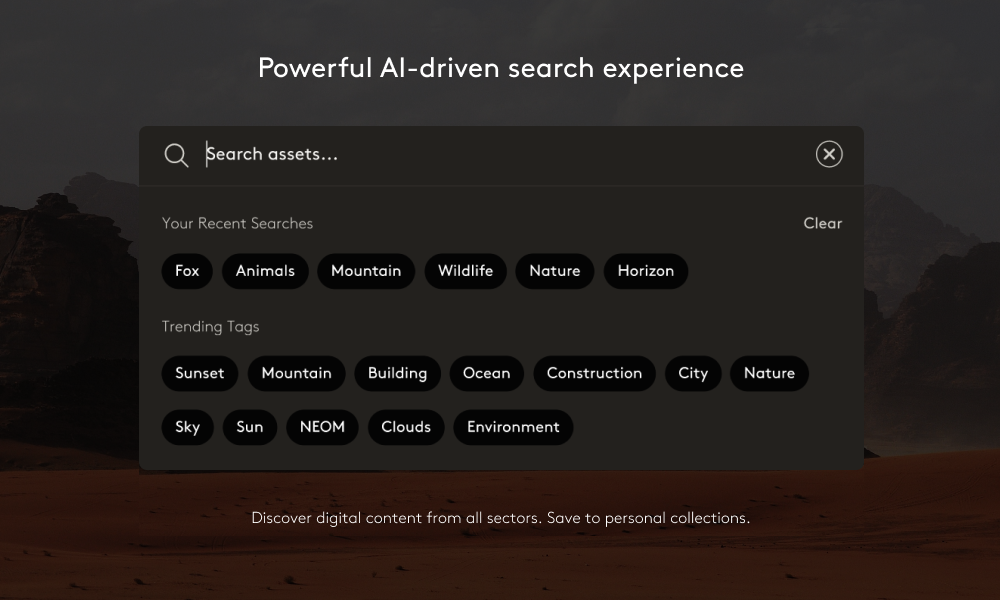 Powerful AI-driven search experience
Search assets...
Your Recent Searches Clear
Fox Animals Mountain Wildlife Nature Horizon
Trending Tags
Sunset Mountain Building Ocean Construction City Nature
Sky Sun NEOM Clouds Environment
Discover digital content from all sectors. Save to personal collections.